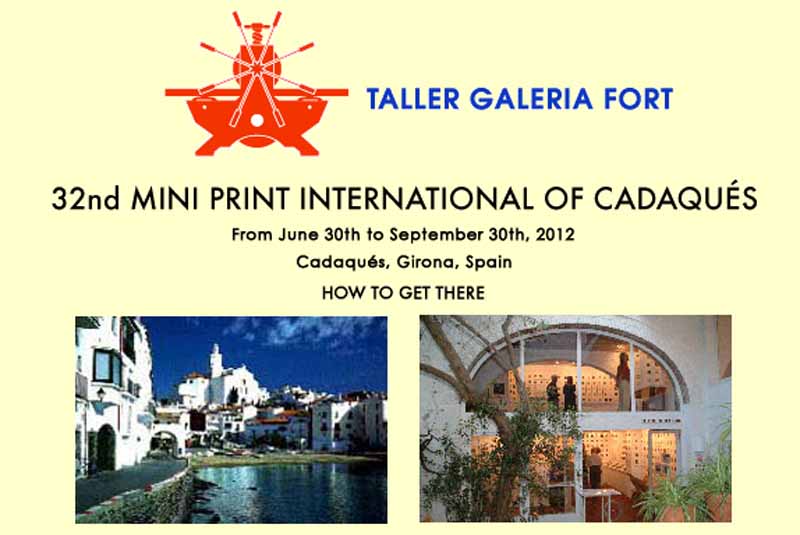 TALLER GALERIA FORT
32nd MINI PRINT INTERNATIONAL OF CADAQUÉS
From June 30th to September 30th, 2012
Cadaqués, Girona, Spain
HOW TO GET THERE